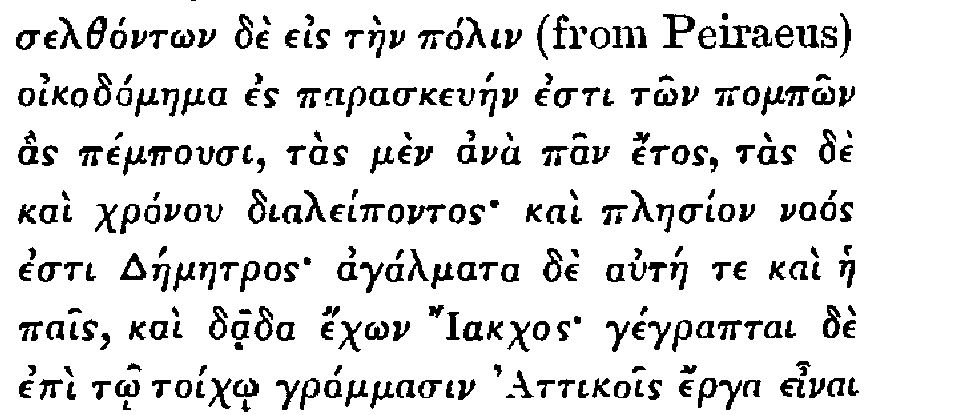 σελθόντων δὲ εἰς τὴν πόλιν (from Peiraeus)
οἰκοδόμημα ἐς παρασκευήν ἐστι τῶν πομπῶν
ἃς πέμπουσι, τὰς μὲν ἀνὰ πᾶν ἔτος, τὰς δὲ
καὶ χρόνου διαλείποντος· καὶ πλησίον ναός
ἐστι Δήμητρος· ἀγάλματα δὲ αὐτή τε καὶ ἡ
παῖς, καὶ δᾷδα ἔχων Ἴακχος· γέγραπται δὲ
ἐπὶ τῷ τοίχῳ γράμμασιν Ἀττικοῖς ἔργα εἶναι